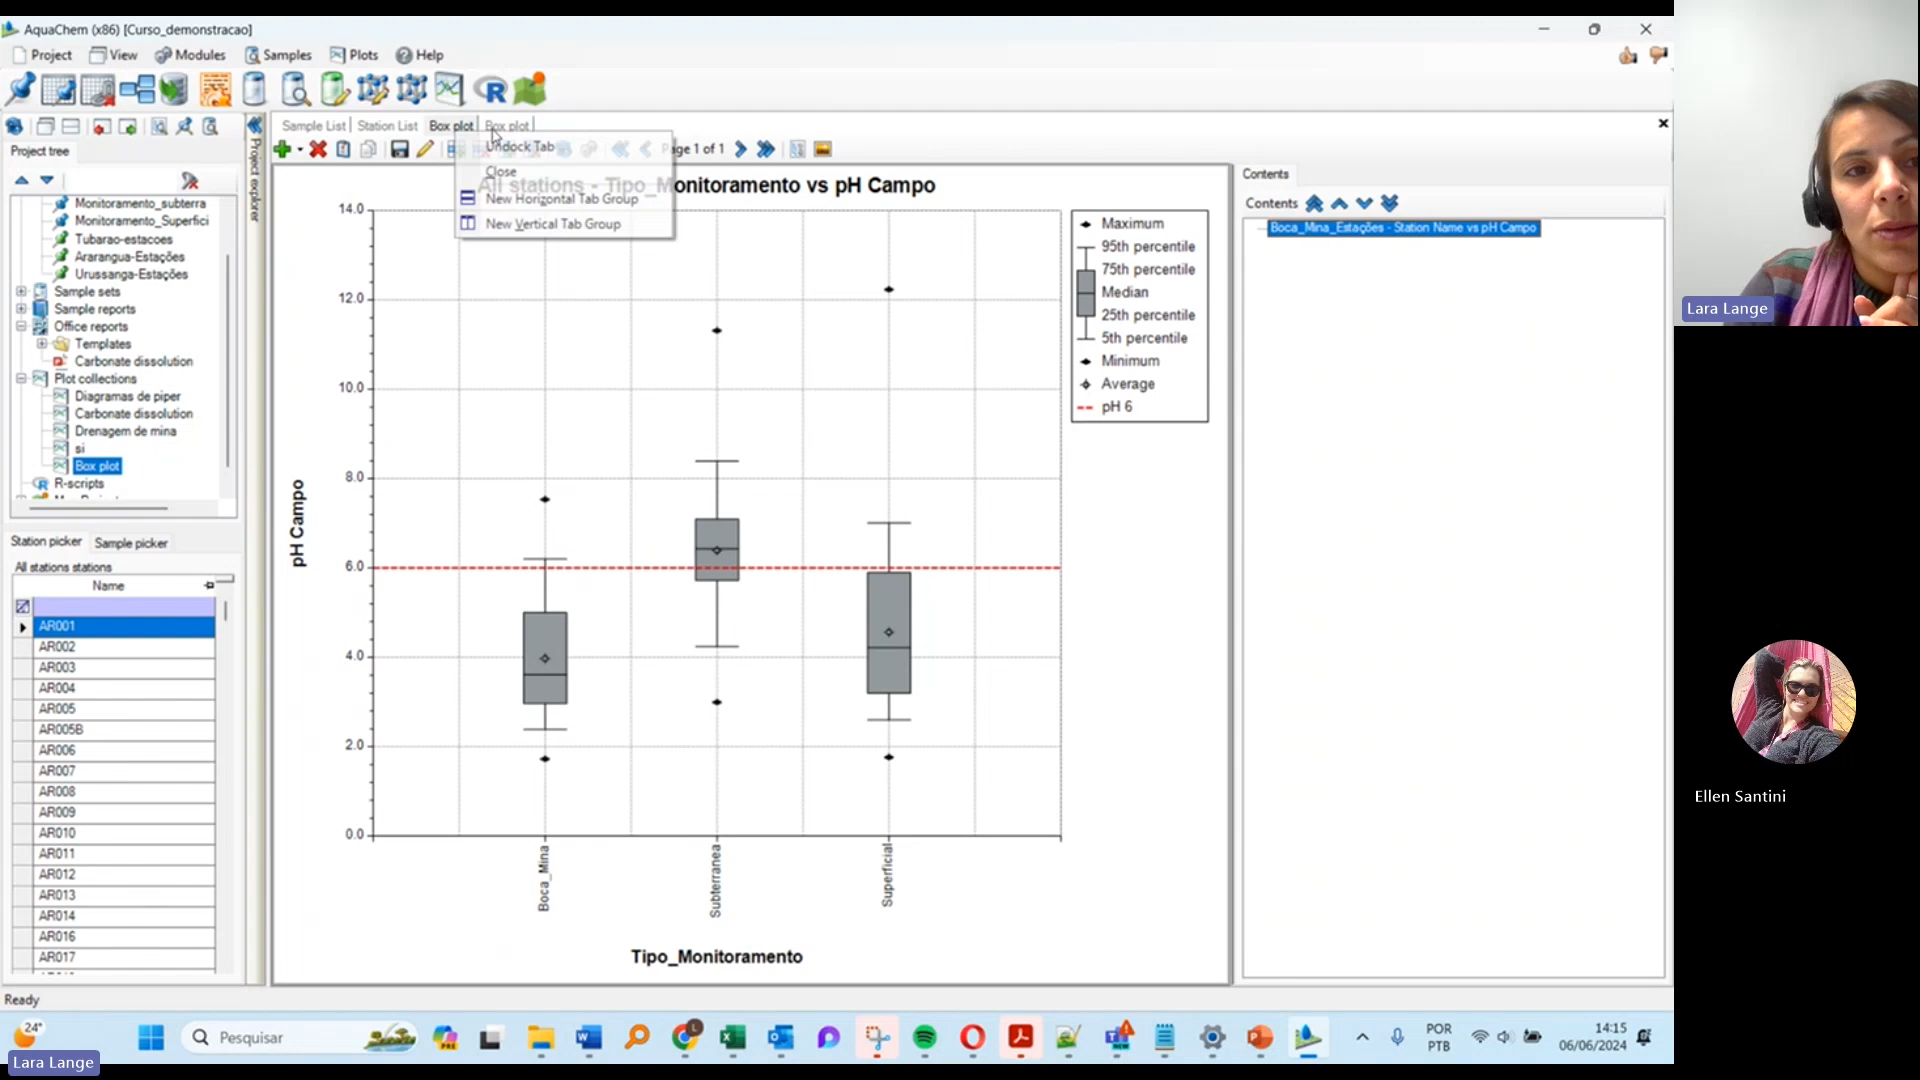 AquaChem (x86) [Curso_demonstracao]
Project View Modules Samples Plots Help
Sample List Station List Box plot Box plot
Page 1 of 1
Undock Tab
Close
New Horizontal Tab Group
New Vertical Tab Group
Project tree
Project explorer
Monitoramento_subterra
Monitoramento_Superfici
Tubarao-estacoes
Ararangua-Estações
Urussanga-Estações
Sample sets
Sample reports
Office reports
Templates
Carbonate dissolution
Plot collections
Diagramas de piper
Carbonate dissolution
Drenagem de mina
si
Box plot
R-scripts
Station picker Sample picker
All stations stations
Name
AR001
AR002
AR003
AR004
AR005
AR005B
AR006
AR007
AR008
AR009
AR010
AR011
AR012
AR013
AR014
AR016
AR017
All stations - Tipo_Monitoramento vs pH Campo
14.0
12.0
10.0
8.0
6.0
4.0
2.0
0.0
pH Campo
Boca_Mina
Subterranea
Superficial
Tipo_Monitoramento
Maximum
95th percentile
75th percentile
Median
25th percentile
5th percentile
Minimum
Average
pH 6
Contents
Contents
Boca_Mina_Estações - Station Name vs pH Campo
Ready
24°
Pesquisar
PRE
L
NEW
POR
PTB
14:15
06/06/2024
Lara Lange
Lara Lange
Ellen Santini